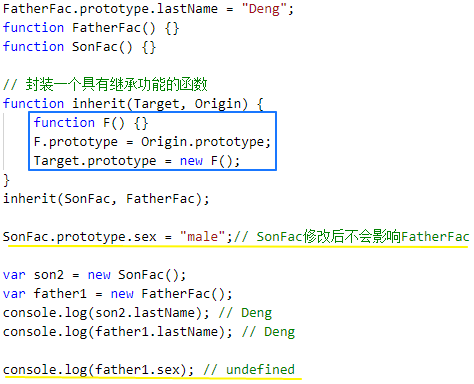 FatherFac.prototype.lastName = "Deng";
function FatherFac() {}
function SonFac() {}
// 封装一个具有继承功能的函数
function inherit(Target, Origin) {
function F() {}
F.prototype = Origin.prototype;
Target.prototype = new F();
}
inherit(SonFac, FatherFac);
SonFac.prototype.sex = "male";// SonFac修改后不会影响FatherFac
var son2 = new SonFac();
var father1 = new FatherFac();
console.log(son2.lastName); // Deng
console.log(father1.lastName); // Deng
console.log(father1.sex); // undefined